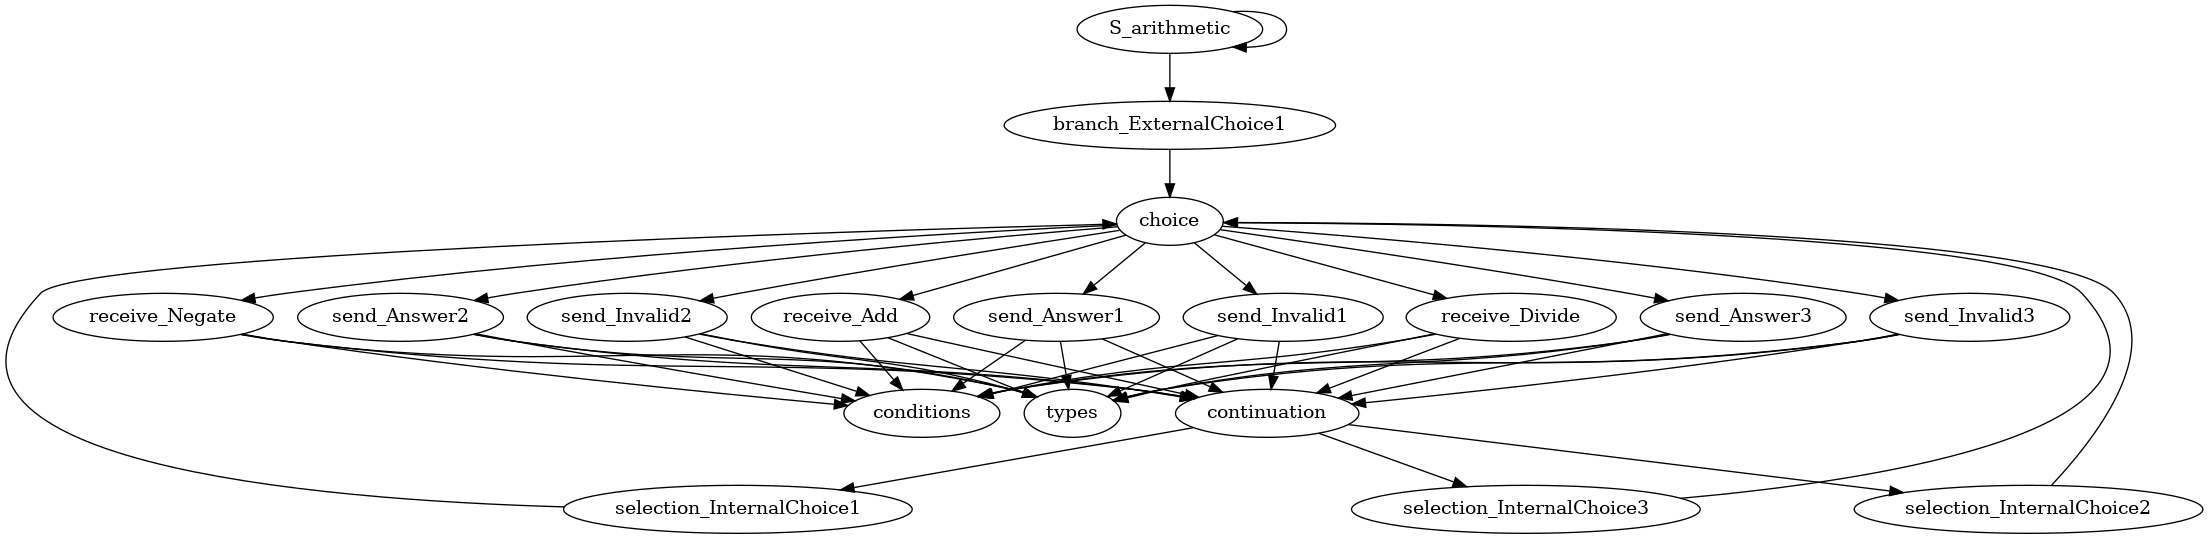 S_arithmetic
branch_ExternalChoice1
choice
receive_Negate
send_Answer2
send_Invalid2
receive_Add
send_Answer1
send_Invalid1
receive_Divide
send_Answer3
send_Invalid3
conditions
types
continuation
selection_InternalChoice1
selection_InternalChoice3
selection_InternalChoice2